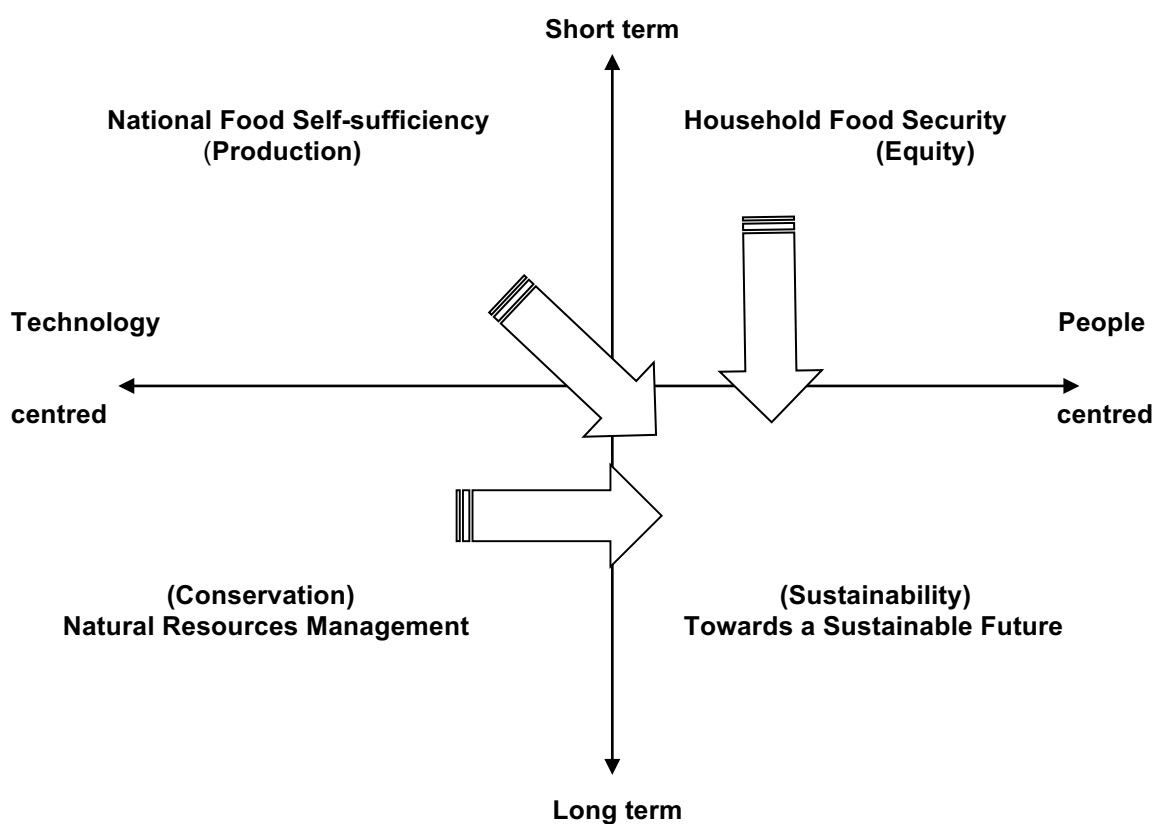 Short term
National Food Self-sufficiency
(Production)
Household Food Security
(Equity)
Technology
centred
People
centred
(Conservation)
Natural Resources Management
(Sustainability)
Towards a Sustainable Future
Long term